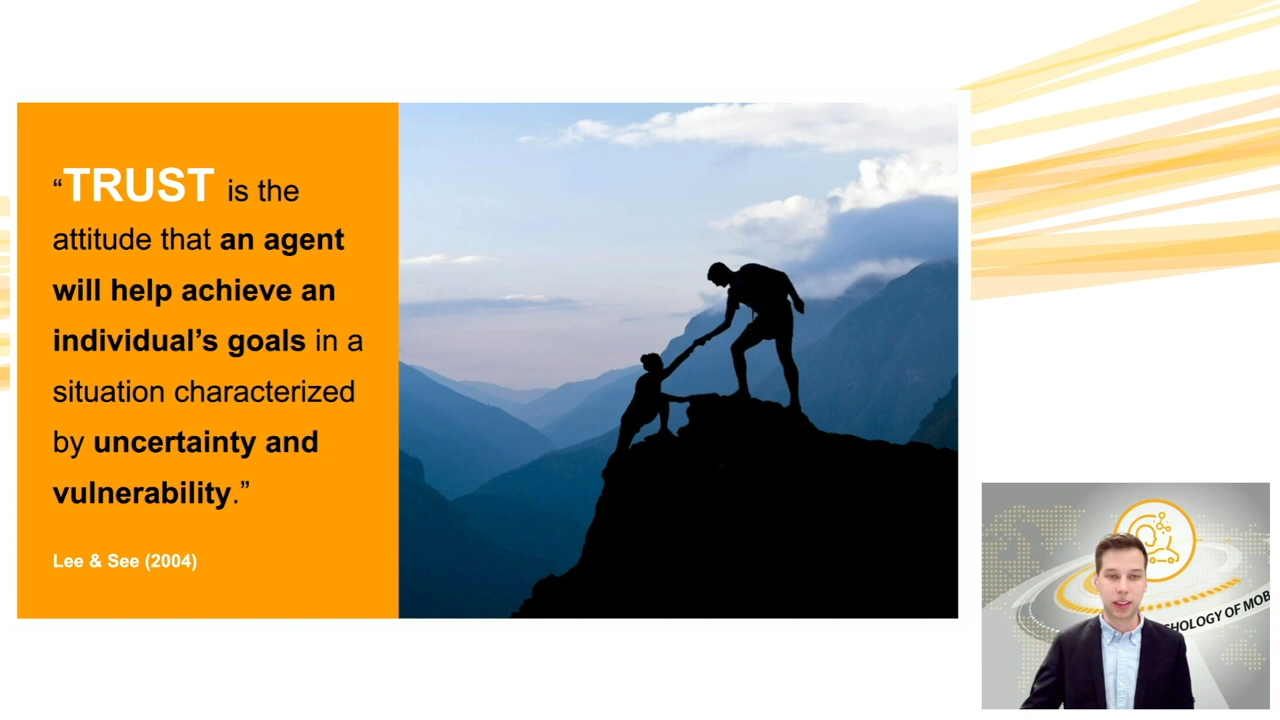 “TRUST is the
attitude that an agent
will help achieve an
individual’s goals in a
situation characterized
by uncertainty and
vulnerability.”
Lee & See (2004)
CHOLOGY OF MOB